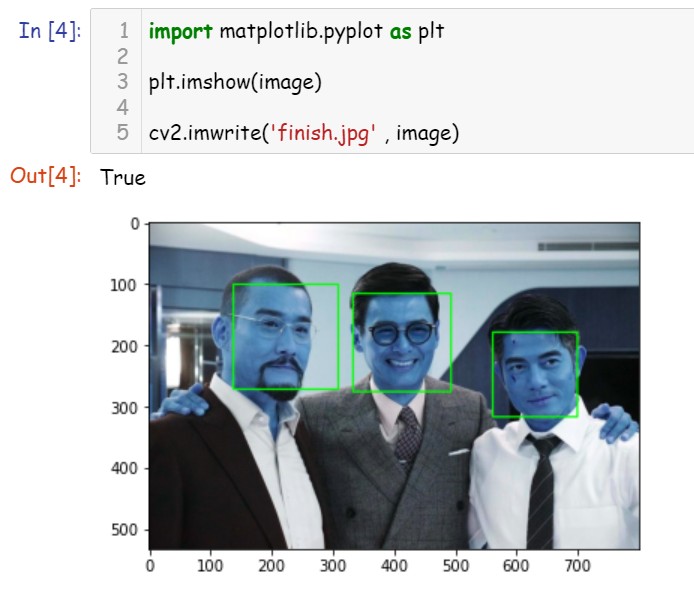 In [4]:
1 import matplotlib.pyplot as plt
2
3 plt.imshow(image)
4
5 cv2.imwrite('finish.jpg' , image)
Out[4]: True
0
100
200
300
400
500
0 100 200 300 400 500 600 700